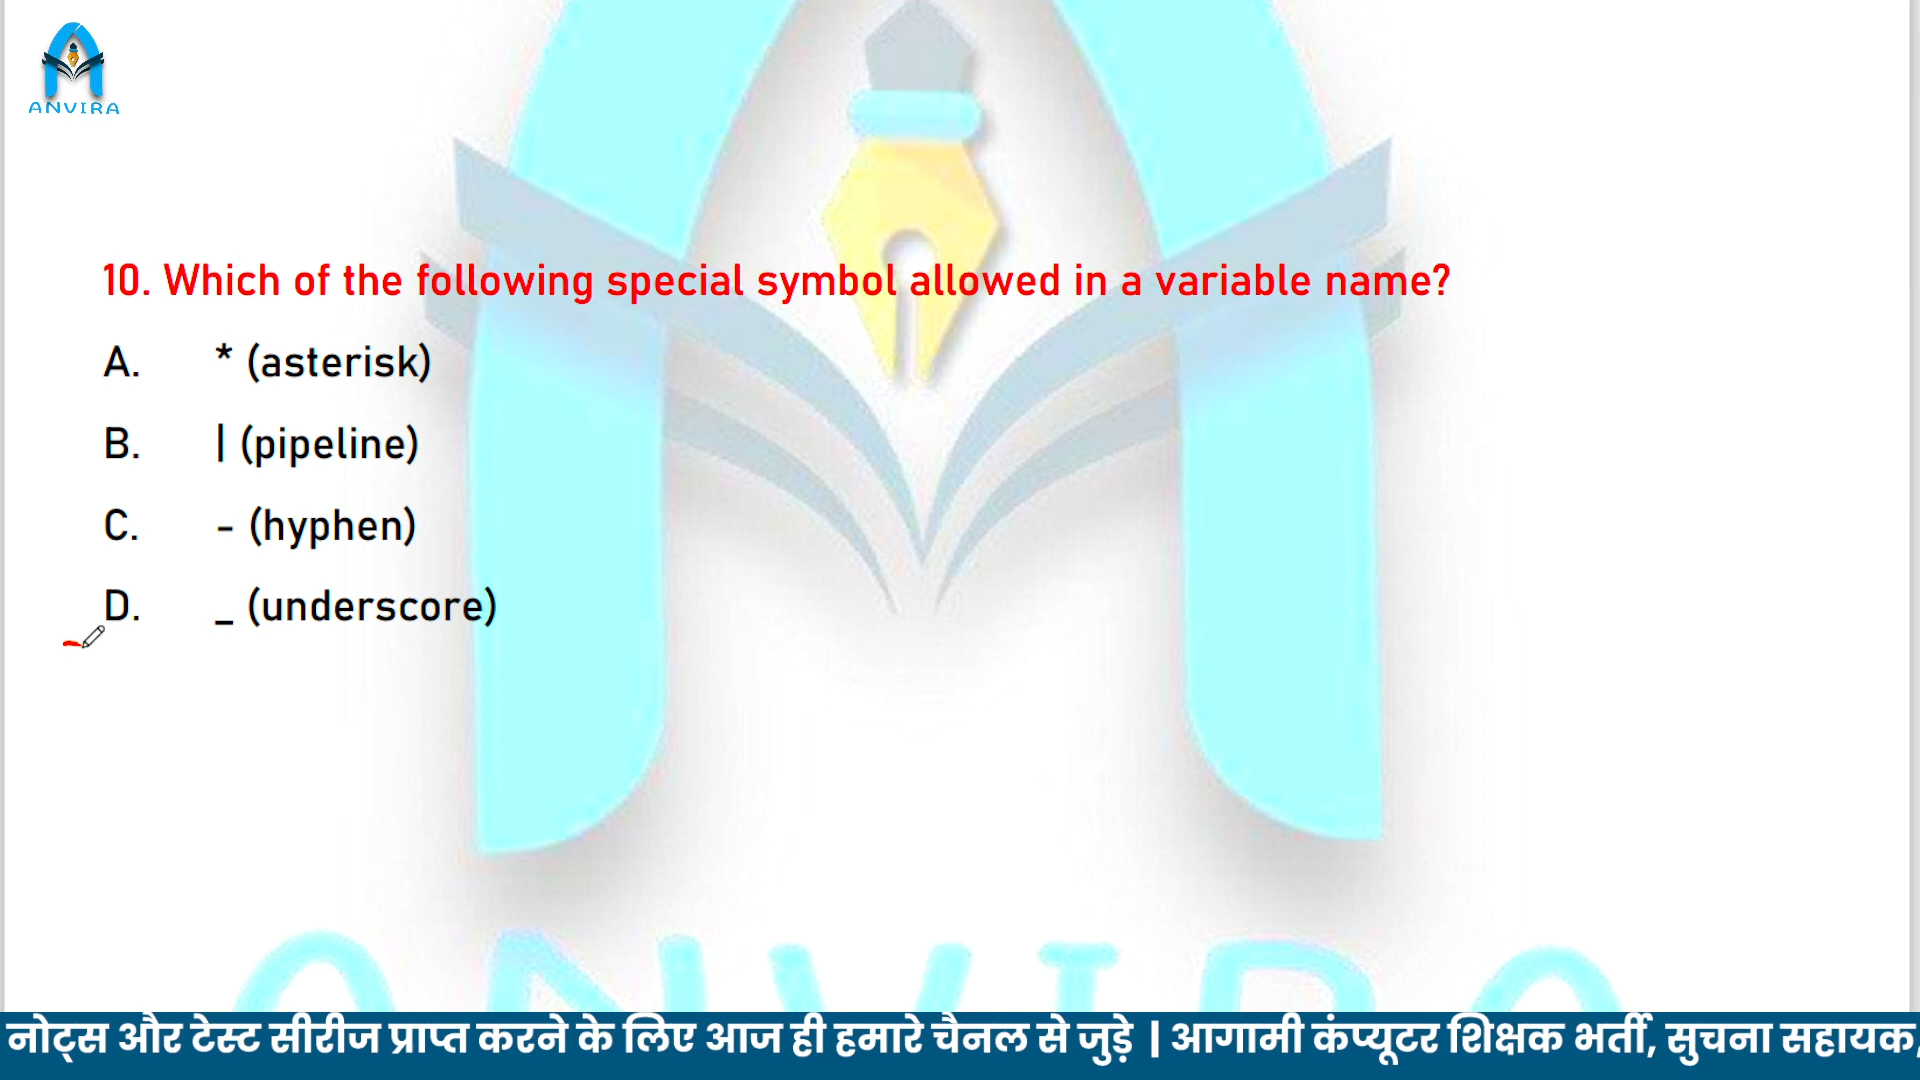 ANVIRA
10. Which of the following special symbol allowed in a variable name?
A. * (asterisk)
B. | (pipeline)
C. - (hyphen)
D. _ (underscore)
ANVIRA
नोट्स और टेस्ट सीरीज प्राप्त करने के लिए आज ही हमारे चैनल से जुड़े | आगामी कंप्यूटर शिक्षक भर्ती, सुचना सहायक,